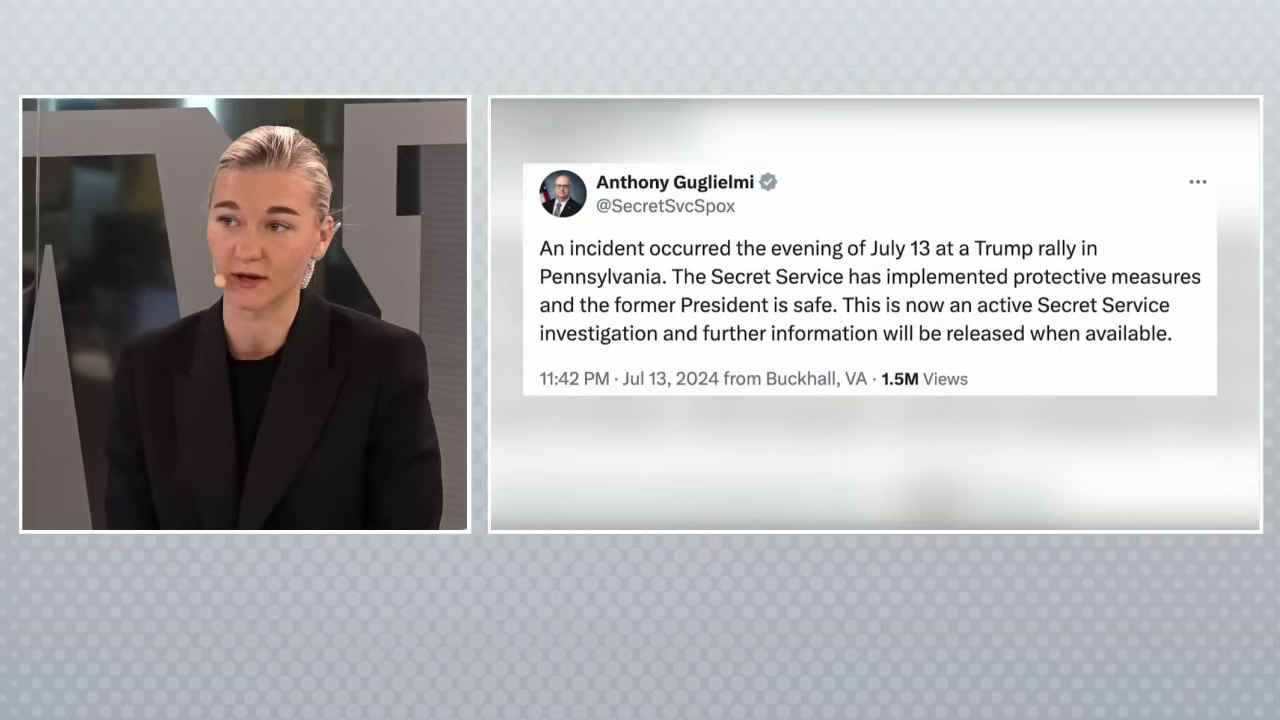 Anthony Guglielmi
@SecretSvcSpox
An incident occurred the evening of July 13 at a Trump rally in
Pennsylvania. The Secret Service has implemented protective measures
and the former President is safe. This is now an active Secret Service
investigation and further information will be released when available.
11:42 PM · Jul 13, 2024 from Buckhall, VA · 1.5M Views